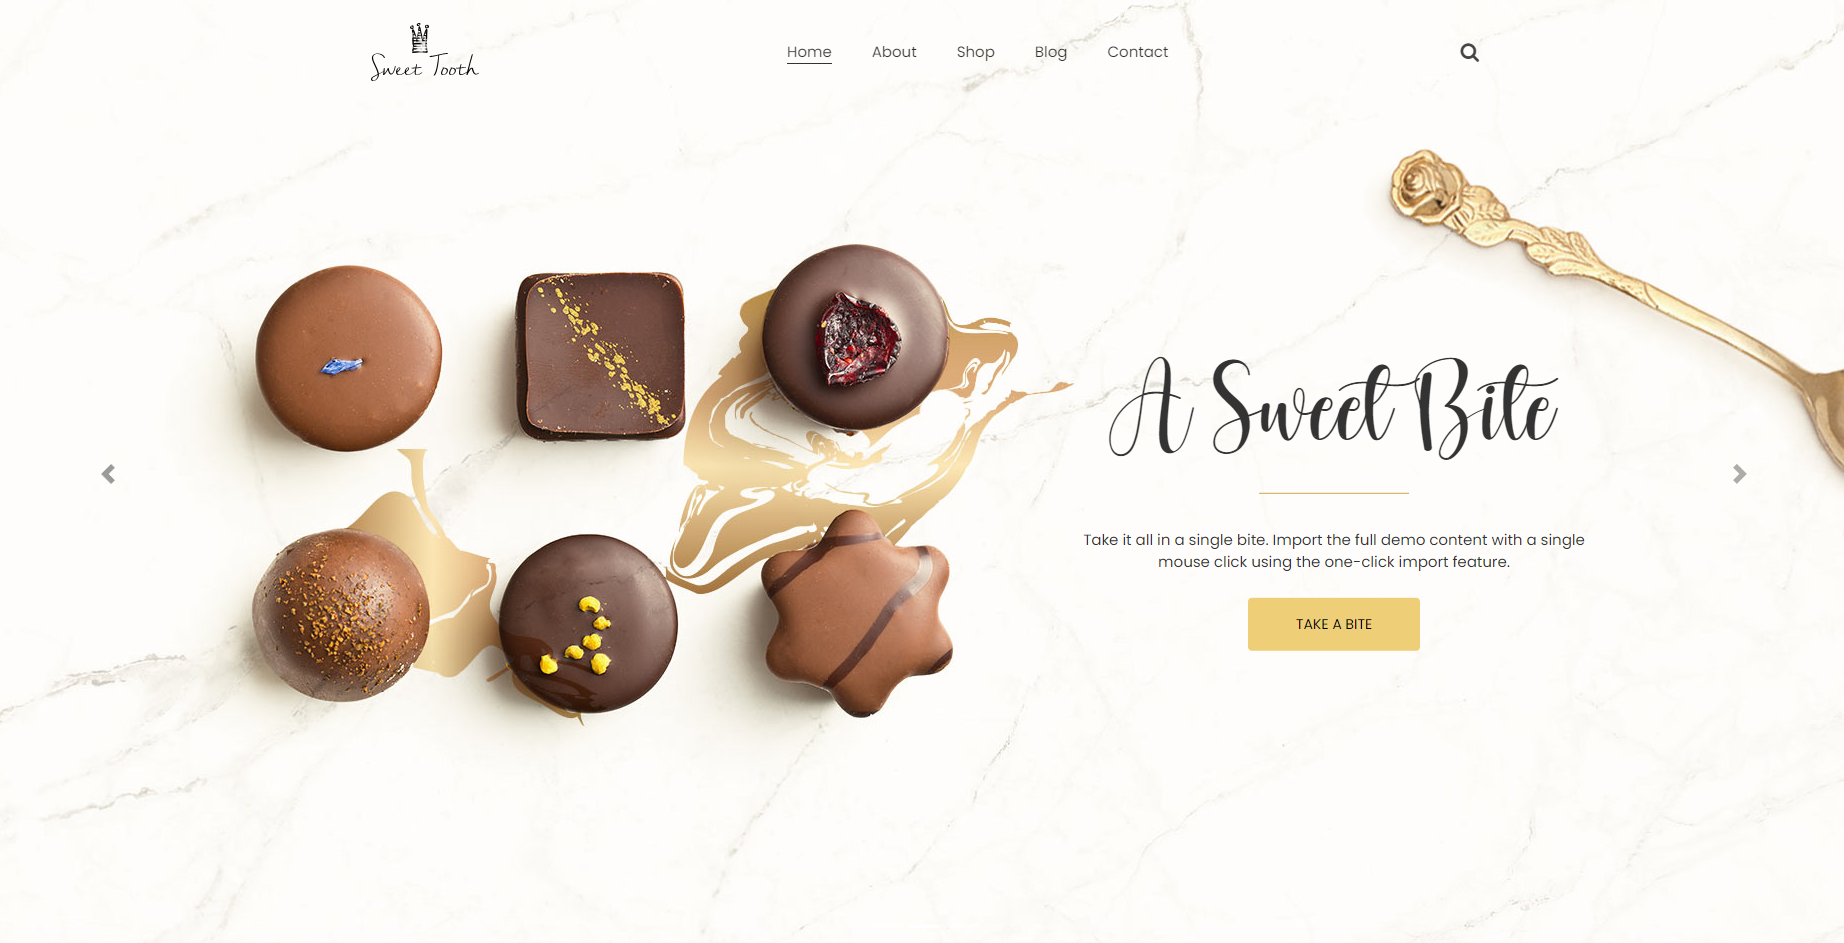 Sweet Tooth
Home
About
Shop
Blog
Contact
A Sweet Bite
Take it all in a single bite. Import the full demo content with a single
mouse click using the one-click import feature.
TAKE A BITE